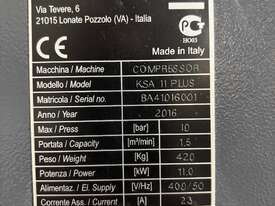 Via Tevere, 6
21015 Lonate Pozzolo (VA) - Italia
Made in Italy
Macchina / Machine COMPRESSOR
Modello / Model KSA 11 PLUS
Matricola / Serial no. BA41016001
Anno / Year 2016
Max / Press [bar] 10
Portata / Capacity [m³/min] 1.5
Peso / Weight [Kg] 420
Potenza / Power [kW] 11.0
Alimentaz. / El. Supply [V/Hz] 400/50
Corrente Ass. / Current [A] 23